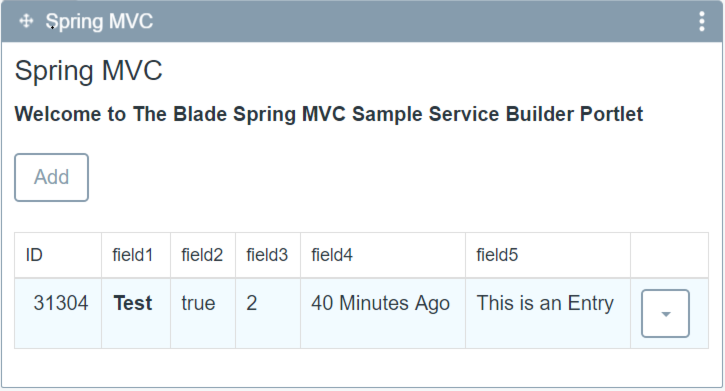 Spring MVC
Spring MVC
Welcome to The Blade Spring MVC Sample Service Builder Portlet
Add
ID field1 field2 field3 field4 field5
31304 Test true 2 40 Minutes Ago This is an Entry